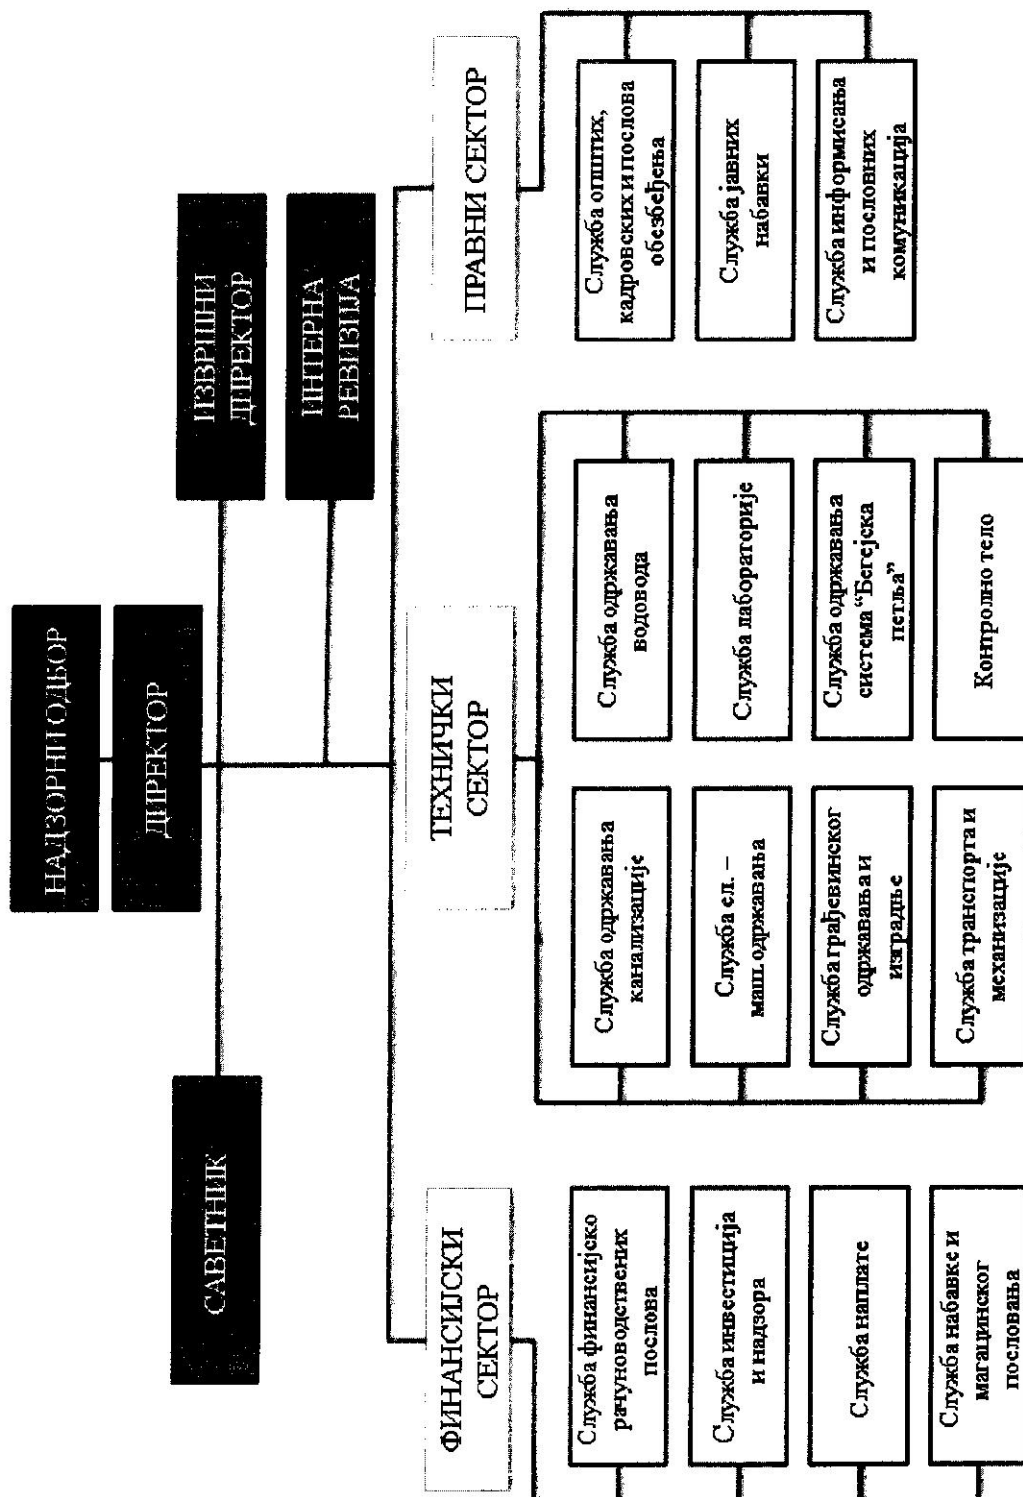 НАДЗОРНИ ОДБОР
ДИРЕКТОР
САВЕТНИК
ИЗВРШНИ
ДИРЕКТОР
ИНТЕРНА
РЕВИЗИЈА
ФИНАНСИЈСКИ
СЕКТОР
ТЕХНИЧКИ
СЕКТОР
ПРАВНИ СЕКТОР
Служба финансијско
рачуноводствених
послова
Служба инвестиција
и надзора
Служба наплате
Служба набавке и
магацинског
пословања
Служба одржавања
канализације
Служба ел. –
маш. одржавања
Служба грађевинског
одржавања и
изградње
Служба транспорта и
механизације
Служба одржавања
водовода
Служба лабораторије
Служба одржавања
система “Бегејска
петља”
Контролно тело
Служба општих,
кадровских и послова
обезбеђења
Служба јавних
набавки
Служба информисања
и пословних
комуникација